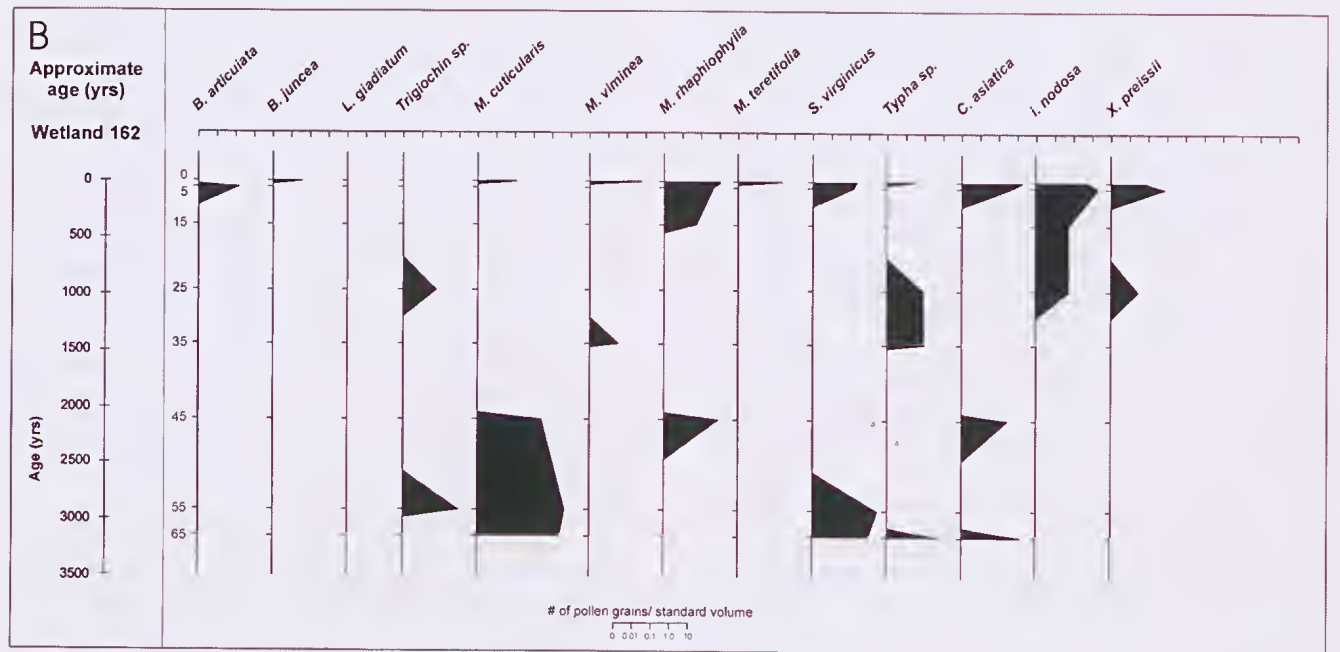 B
Approximate
age (yrs)
Wetland 162
B. articulata
B. juncea
L. gladiatum
Trigiochin sp.
M. cuticularis
M. viminea
M. rhaphiophylla
M. teretifolia
S. virginicus
Typha sp.
C. asiatica
I. nodosa
X. preissii
0
500
1000
1500
2000
2500
3000
3500
Age (yrs)
0
5
15
25
35
45
55
65
# of pollen grains/ standard volume
0 0.01 0.1 1.0 10